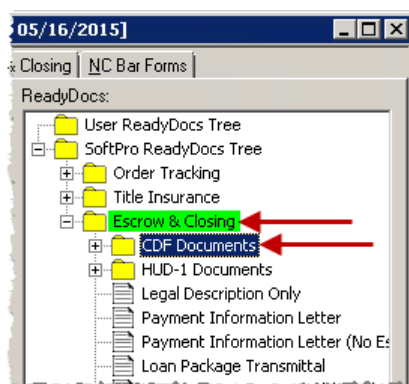 05/16/2015]
& Closing NC Bar Forms
ReadyDocs:
User ReadyDocs Tree
SoftPro ReadyDocs Tree
Order Tracking
Title Insurance
Escrow & Closing
CDF Documents
HUD-1 Documents
Legal Description Only
Payment Information Letter
Payment Information Letter (No Es
Loan Package Transmittal